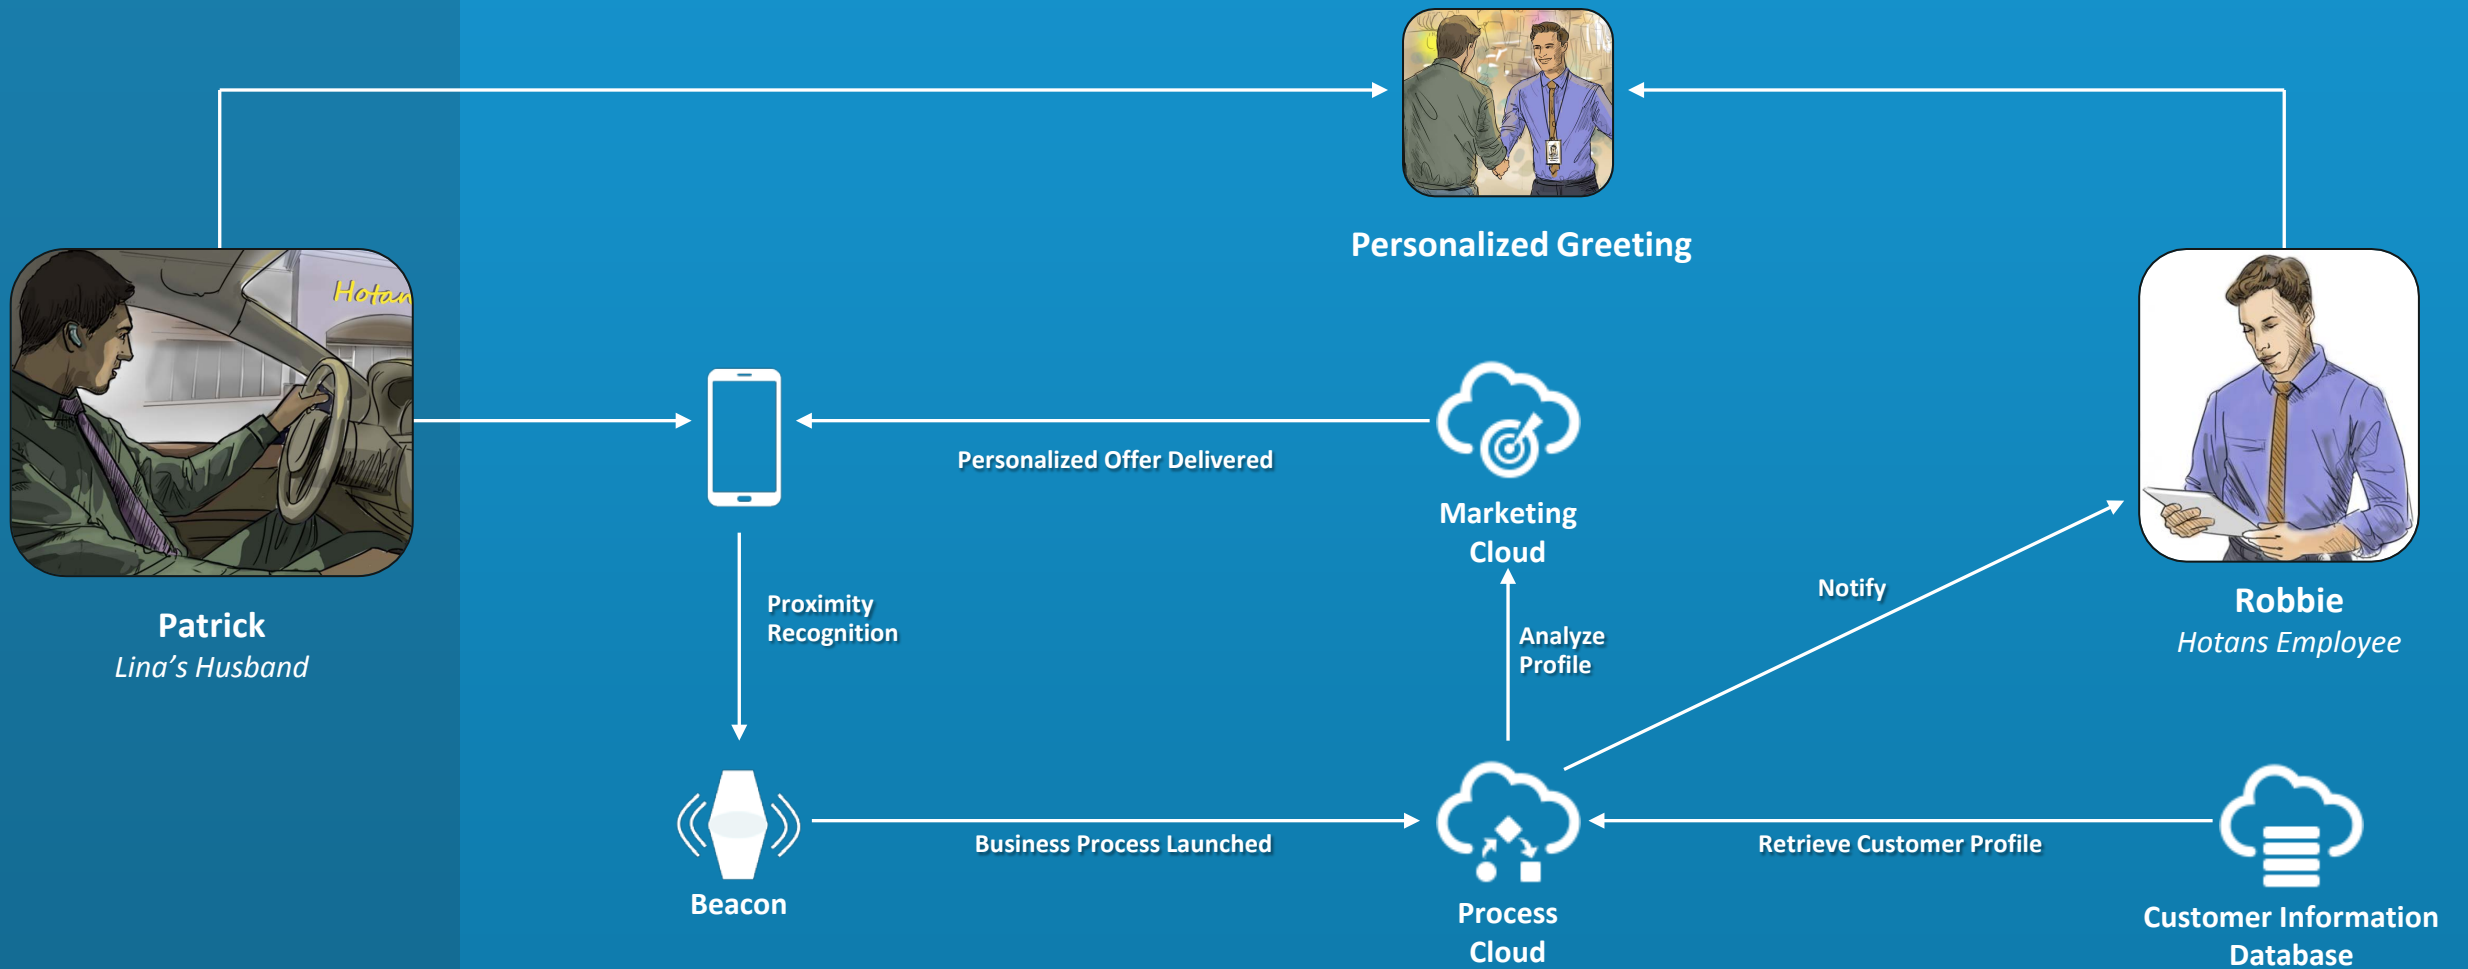 Personalized Greeting
Hotan
Personalized Offer Delivered
Marketing
Cloud
Proximity
Recognition
Analyze
Profile
Notify
Patrick
Lina's Husband
Robbie
Hotans Employee
Business Process Launched
Retrieve Customer Profile
Beacon
Process
Cloud
Customer Information
Database